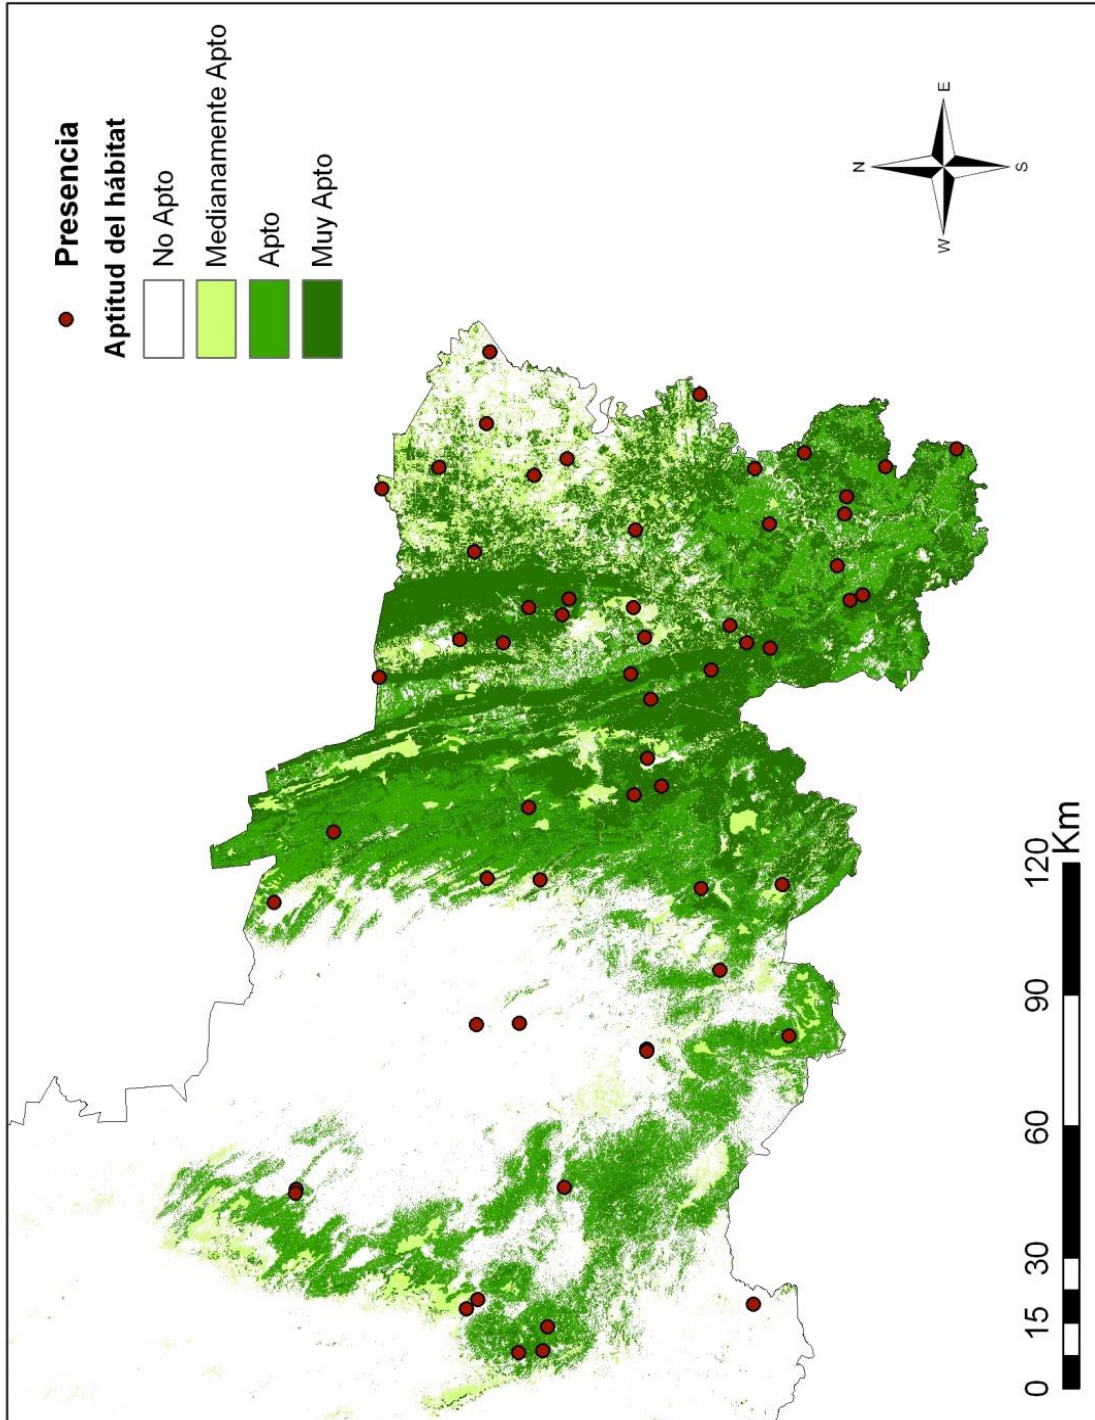 Presencia
Aptitud del hábitat
No Apto
Medianamente Apto
Apto
Muy Apto
N
W E
S
0 15 30 60 90 120
Km